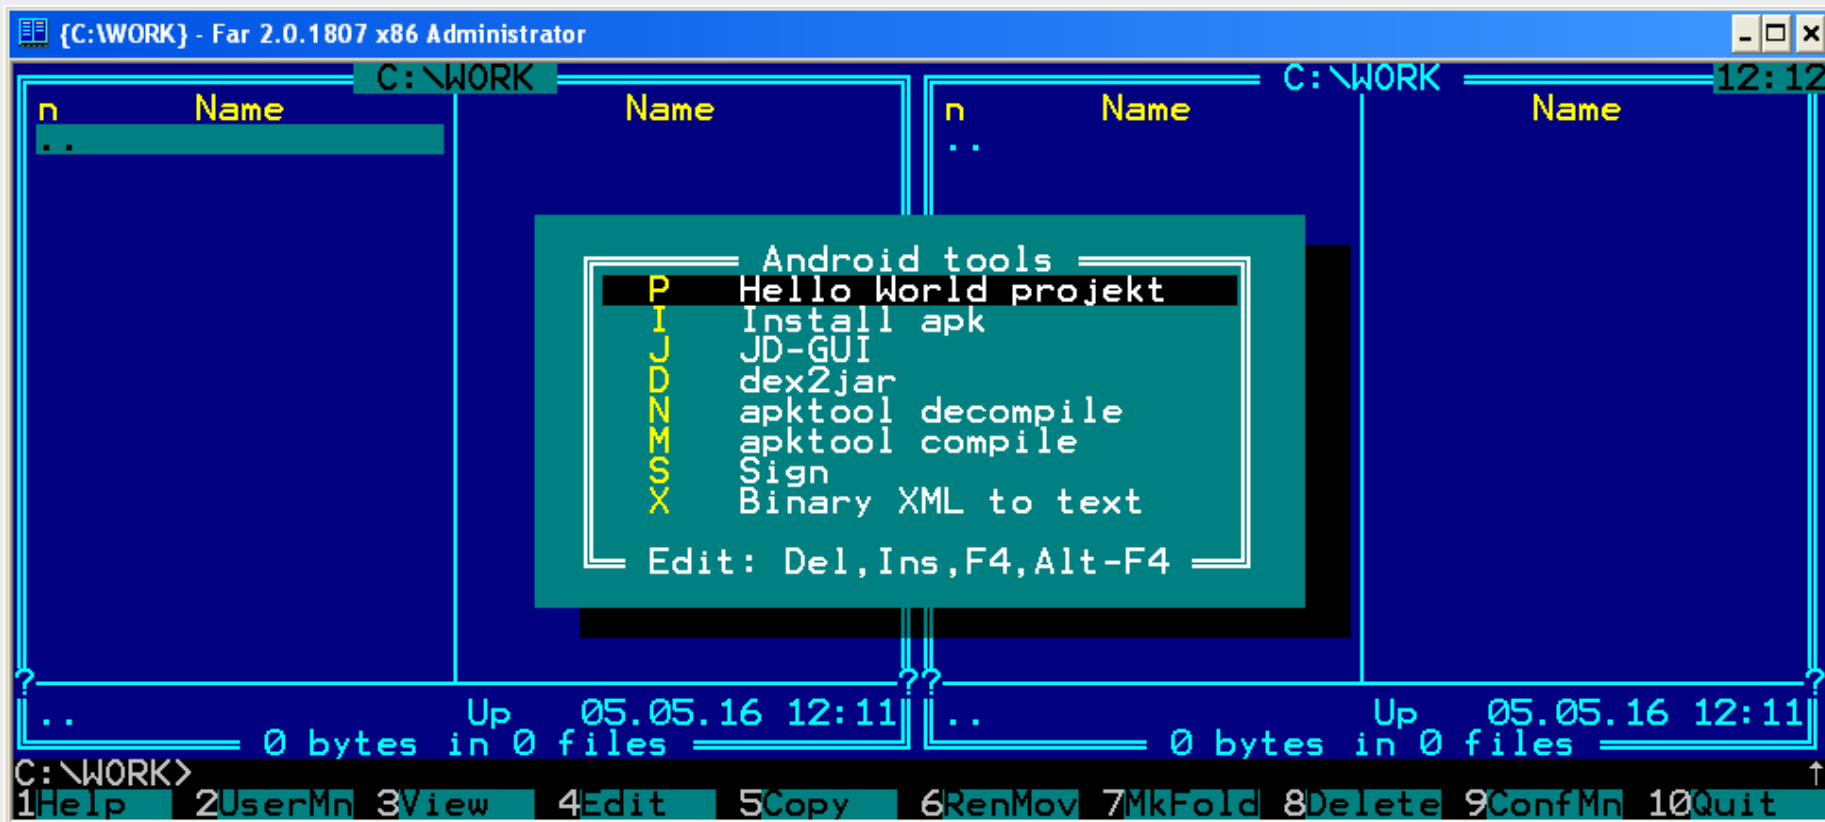 {C:\WORK} - Far 2.0.1807 x86 Administrator
C:\WORK C:\WORK 12:12
n Name Name n Name Name
.. ..
Android tools
P Hello World projekt
I Install apk
J JD-GUI
D dex2jar
N apktool decompile
M apktool compile
S Sign
X Binary XML to text
Edit: Del,Ins,F4,Alt-F4
? ?? ?
.. Up 05.05.16 12:11 .. Up 05.05.16 12:11
0 bytes in 0 files 0 bytes in 0 files
C:\WORK> ↑
1Help 2UserMn 3View 4Edit 5Copy 6RenMov 7MkFold 8Delete 9ConfMn 10Quit